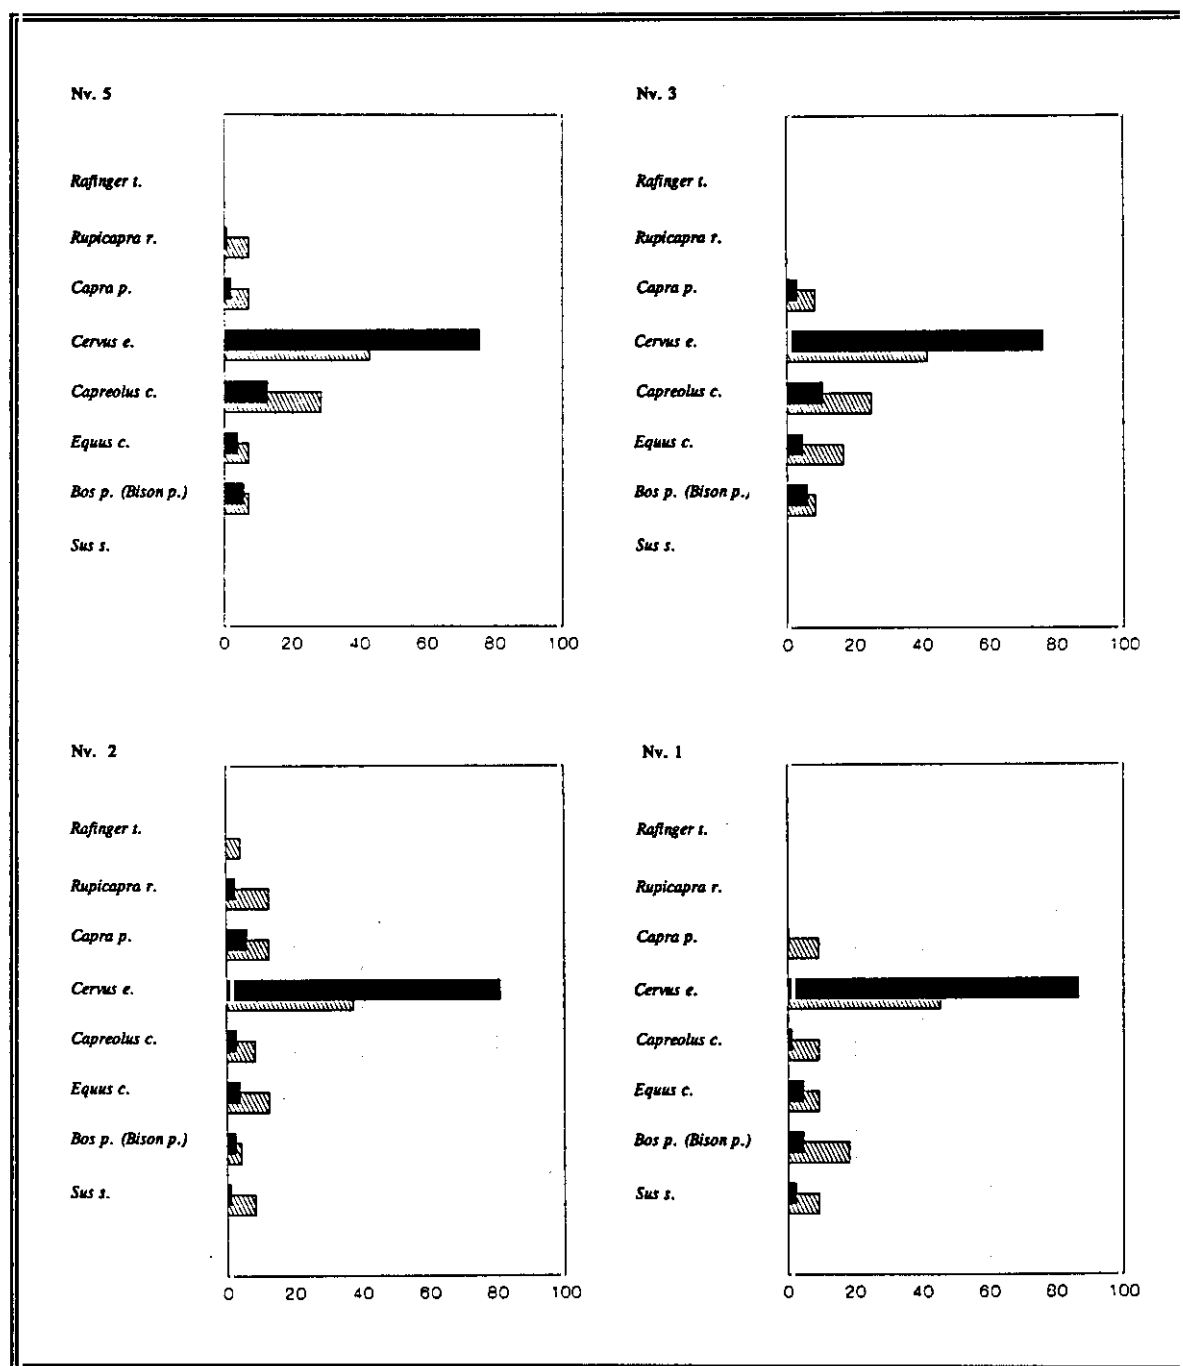 Nv. 5
Rafinger t.
Rupicapra r.
Capra p.
Cervus e.
Capreolus c.
Equus c.
Bos p. (Bison p.)
Sus s.
0 20 40 60 80 100
Nv. 3
Rafinger t.
Rupicapra r.
Capra p.
Cervus e.
Capreolus c.
Equus c.
Bos p. (Bison p.)
Sus s.
0 20 40 60 80 100
Nv. 2
Rafinger t.
Rupicapra r.
Capra p.
Cervus e.
Capreolus c.
Equus c.
Bos p. (Bison p.)
Sus s.
0 20 40 60 80 100
Nv. 1
Rafinger t.
Rupicapra r.
Capra p.
Cervus e.
Capreolus c.
Equus c.
Bos p. (Bison p.)
Sus s.
0 20 40 60 80 100